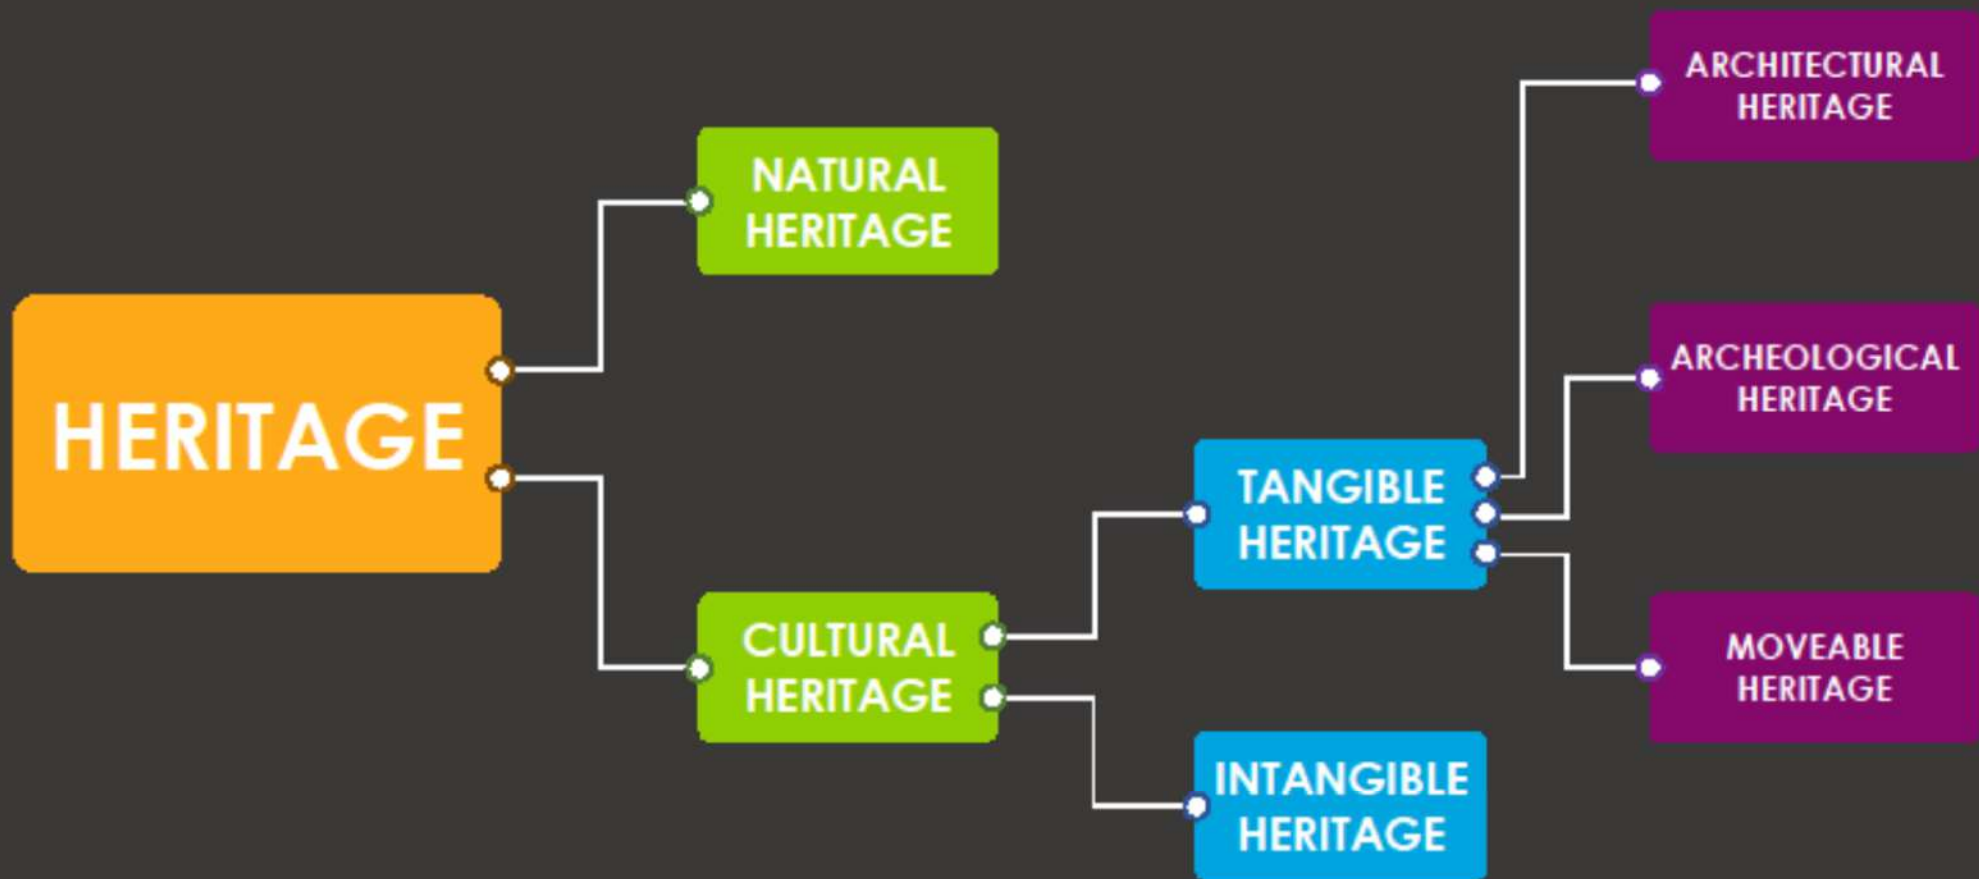 HERITAGE
NATURAL
HERITAGE
CULTURAL
HERITAGE
TANGIBLE
HERITAGE
INTANGIBLE
HERITAGE
ARCHITECTURAL
HERITAGE
ARCHEOLOGICAL
HERITAGE
MOVEABLE
HERITAGE